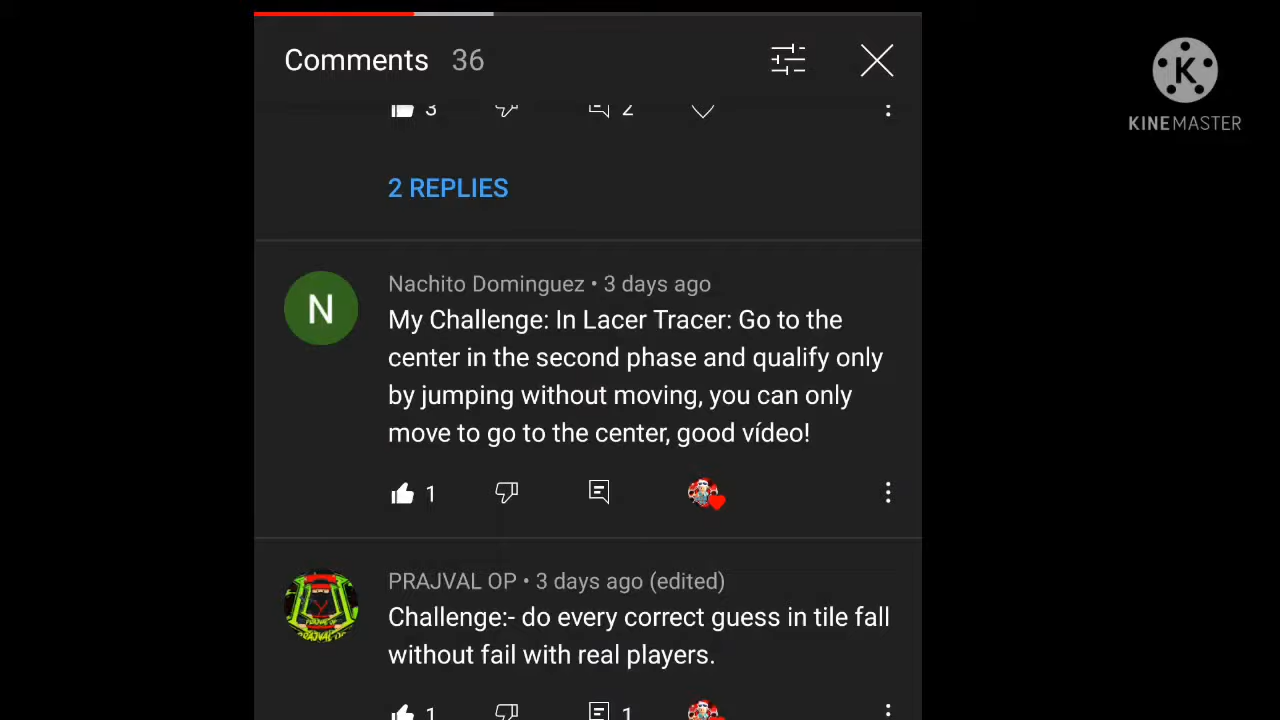 Comments 36
3 2
2 REPLIES
Nachito Dominguez • 3 days ago
My Challenge: In Lacer Tracer: Go to the
center in the second phase and qualify only
by jumping without moving, you can only
move to go to the center, good vídeo!
1
PRAJVAL OP • 3 days ago (edited)
Challenge:- do every correct guess in tile fall
without fail with real players.
1 1
N
K
KINEMASTER